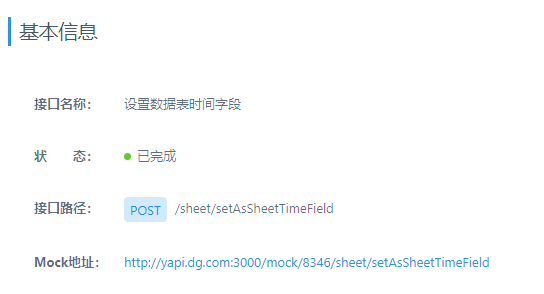 基本信息
接口名称： 设置数据表时间字段
状 态： 已完成
接口路径： POST /sheet/setAsSheetTimeField
Mock地址： http://yapi.dg.com:3000/mock/8346/sheet/setAsSheetTimeField